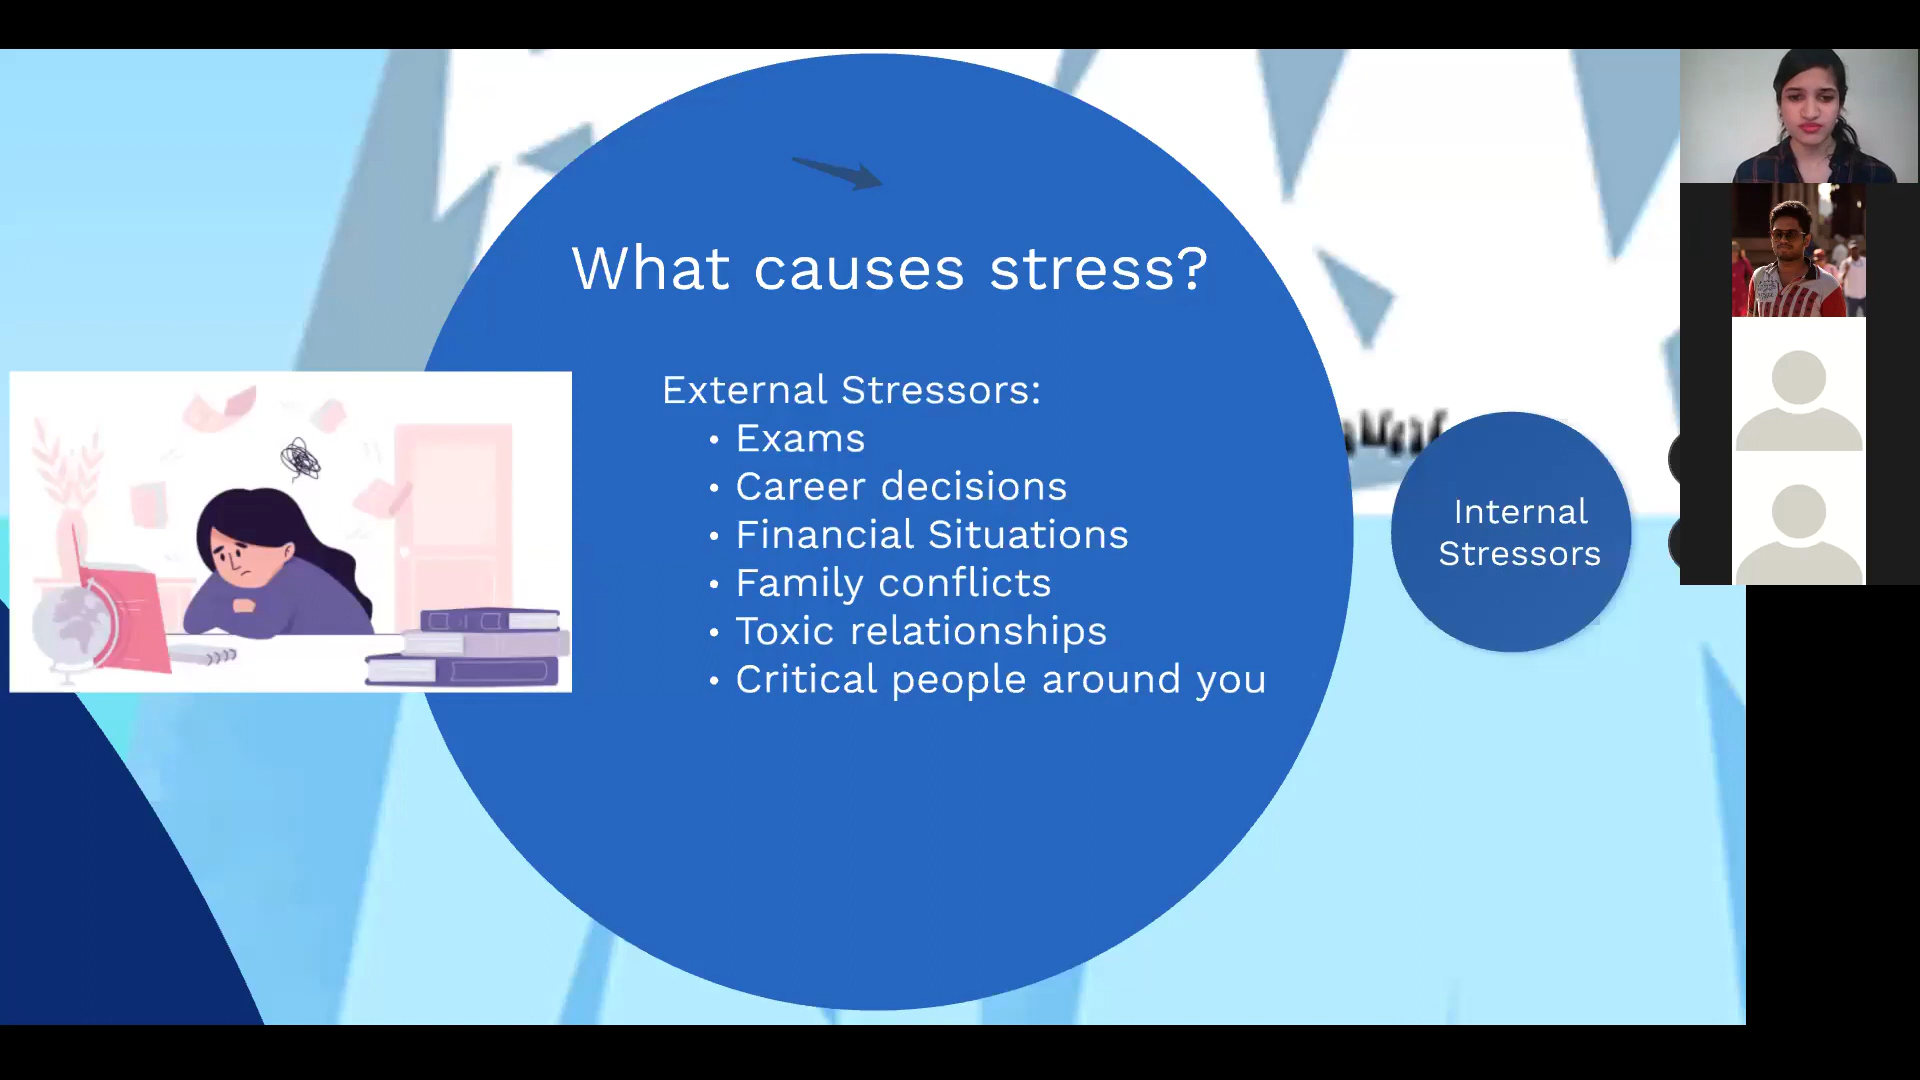 What causes stress?
External Stressors:
• Exams
• Career decisions
• Financial Situations
• Family conflicts
• Toxic relationships
• Critical people around you
Internal
Stressors